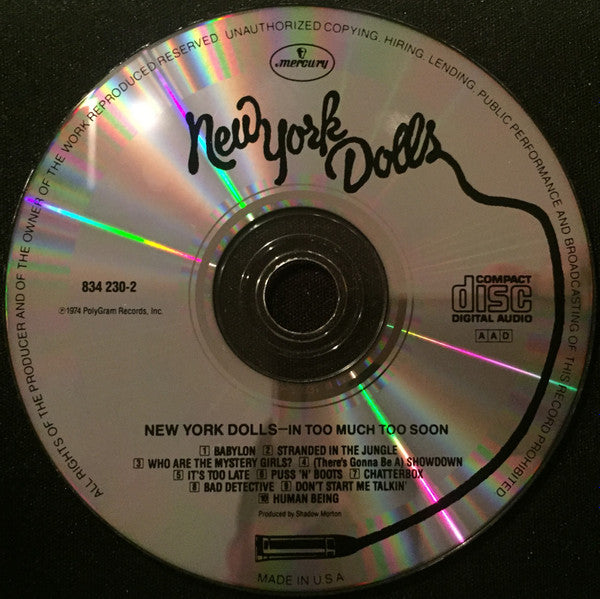 ALL RIGHTS OF THE PRODUCER AND OF THE OWNER OF THE WORK REPRODUCED RESERVED. UNAUTHORIZED COPYING, HIRING, LENDING, PUBLIC PERFORMANCE AND BROADCASTING OF THIS RECORD PROHIBITED
mercury
New York
Dolls
834 230-2
℗1974 PolyGram Records, Inc.
COMPACT
disc
DIGITAL AUDIO
A A D
NEW YORK DOLLS—IN TOO MUCH TOO SOON
1 BABYLON 2 STRANDED IN THE JUNGLE
3 WHO ARE THE MYSTERY GIRLS? 4 (There's Gonna Be A) SHOWDOWN
5 IT'S TOO LATE 6 PUSS 'N' BOOTS 7 CHATTERBOX
8 BAD DETECTIVE 9 DON'T START ME TALKIN'
10 HUMAN BEING
Produced by Shadow Morton
MADE IN U.S.A.